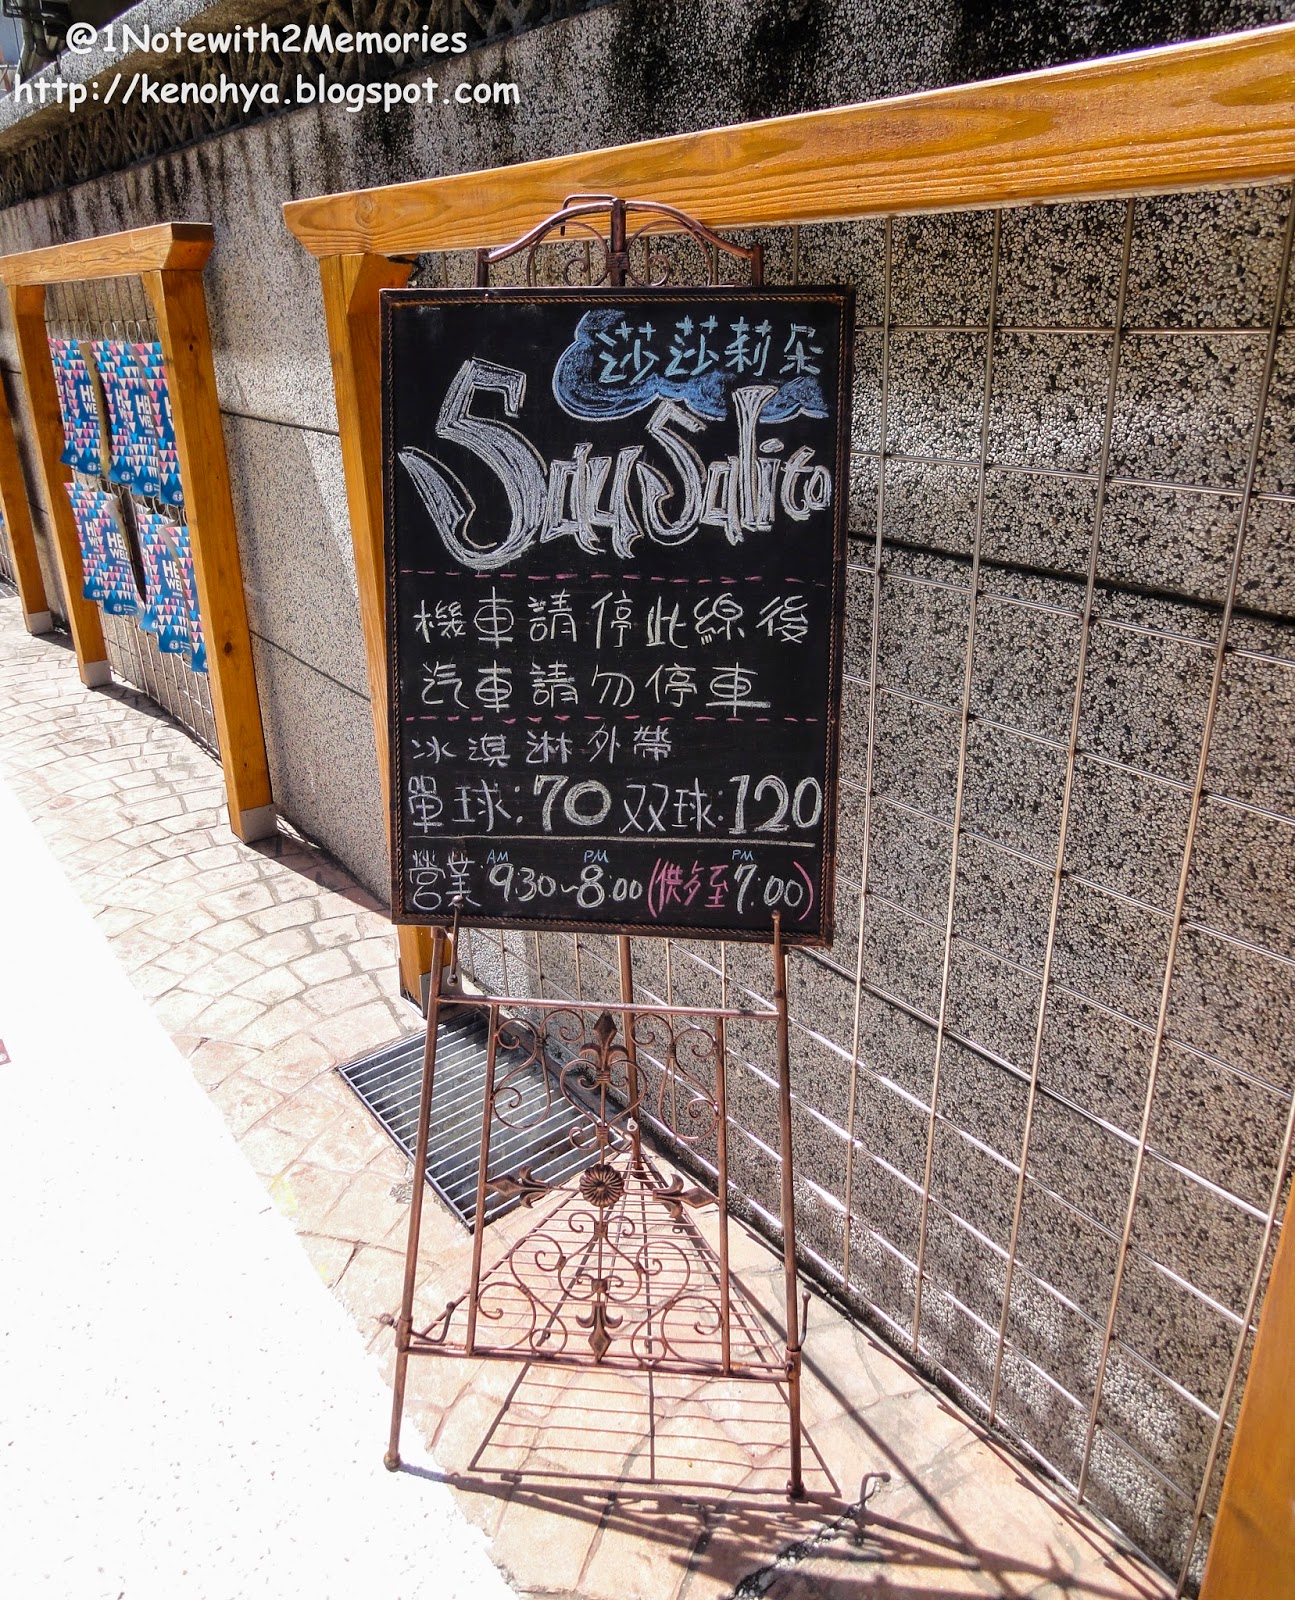 @1Notewith2Memories
http://kenohya.blogspot.com
莎莎莉朵
SauSalito
機車請停此線後
汽車請勿停車
冰淇淋外帶
單球:70 双球:120
營業 AM 9:30~PM 8:00 (供多至 PM 7:00)